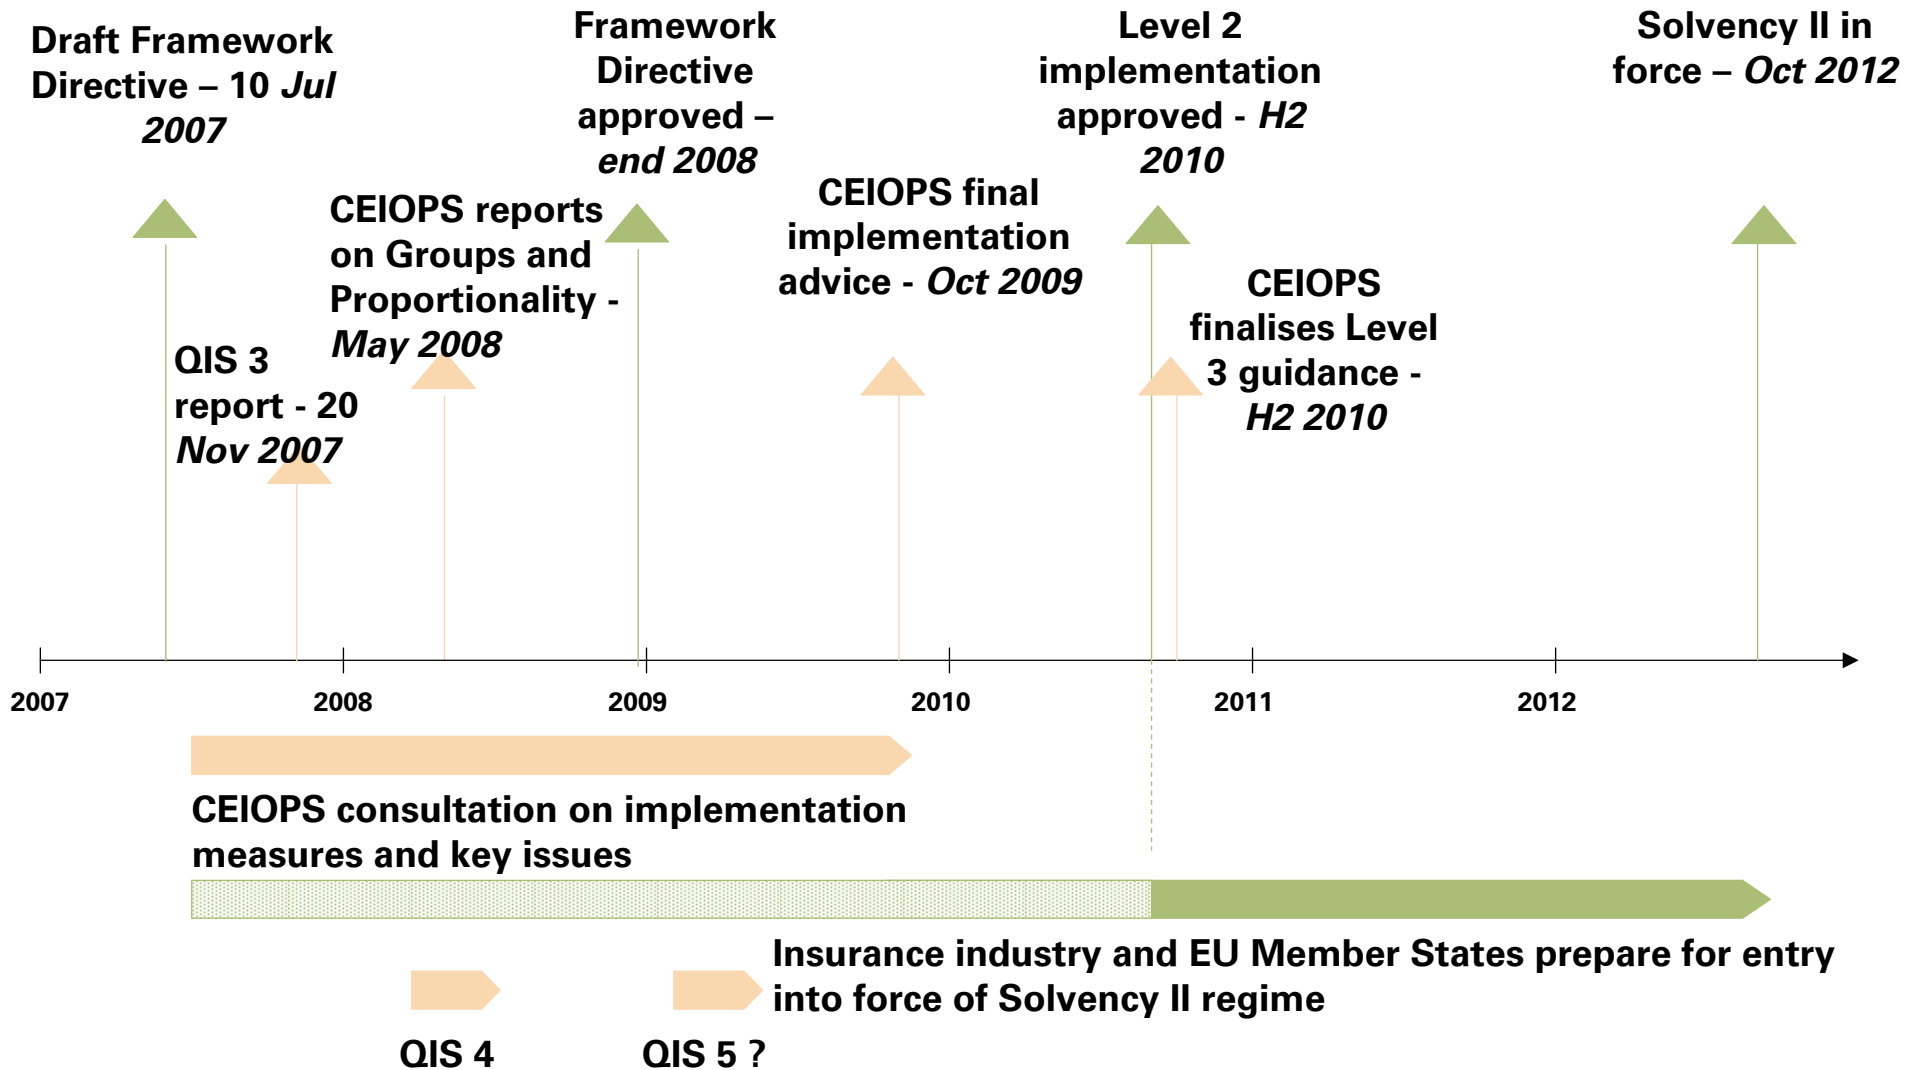 Draft Framework
Directive – 10 Jul
2007
Framework
Directive
approved –
end 2008
Level 2
implementation
approved - H2
2010
Solvency II in
force – Oct 2012
CEIOPS reports
on Groups and
Proportionality -
May 2008
CEIOPS final
implementation
advice - Oct 2009
CEIOPS
finalises Level
3 guidance -
H2 2010
QIS 3
report - 20
Nov 2007
2007
2008
2009
2010
2011
2012
CEIOPS consultation on implementation
measures and key issues
Insurance industry and EU Member States prepare for entry
into force of Solvency II regime
QIS 4
QIS 5 ?